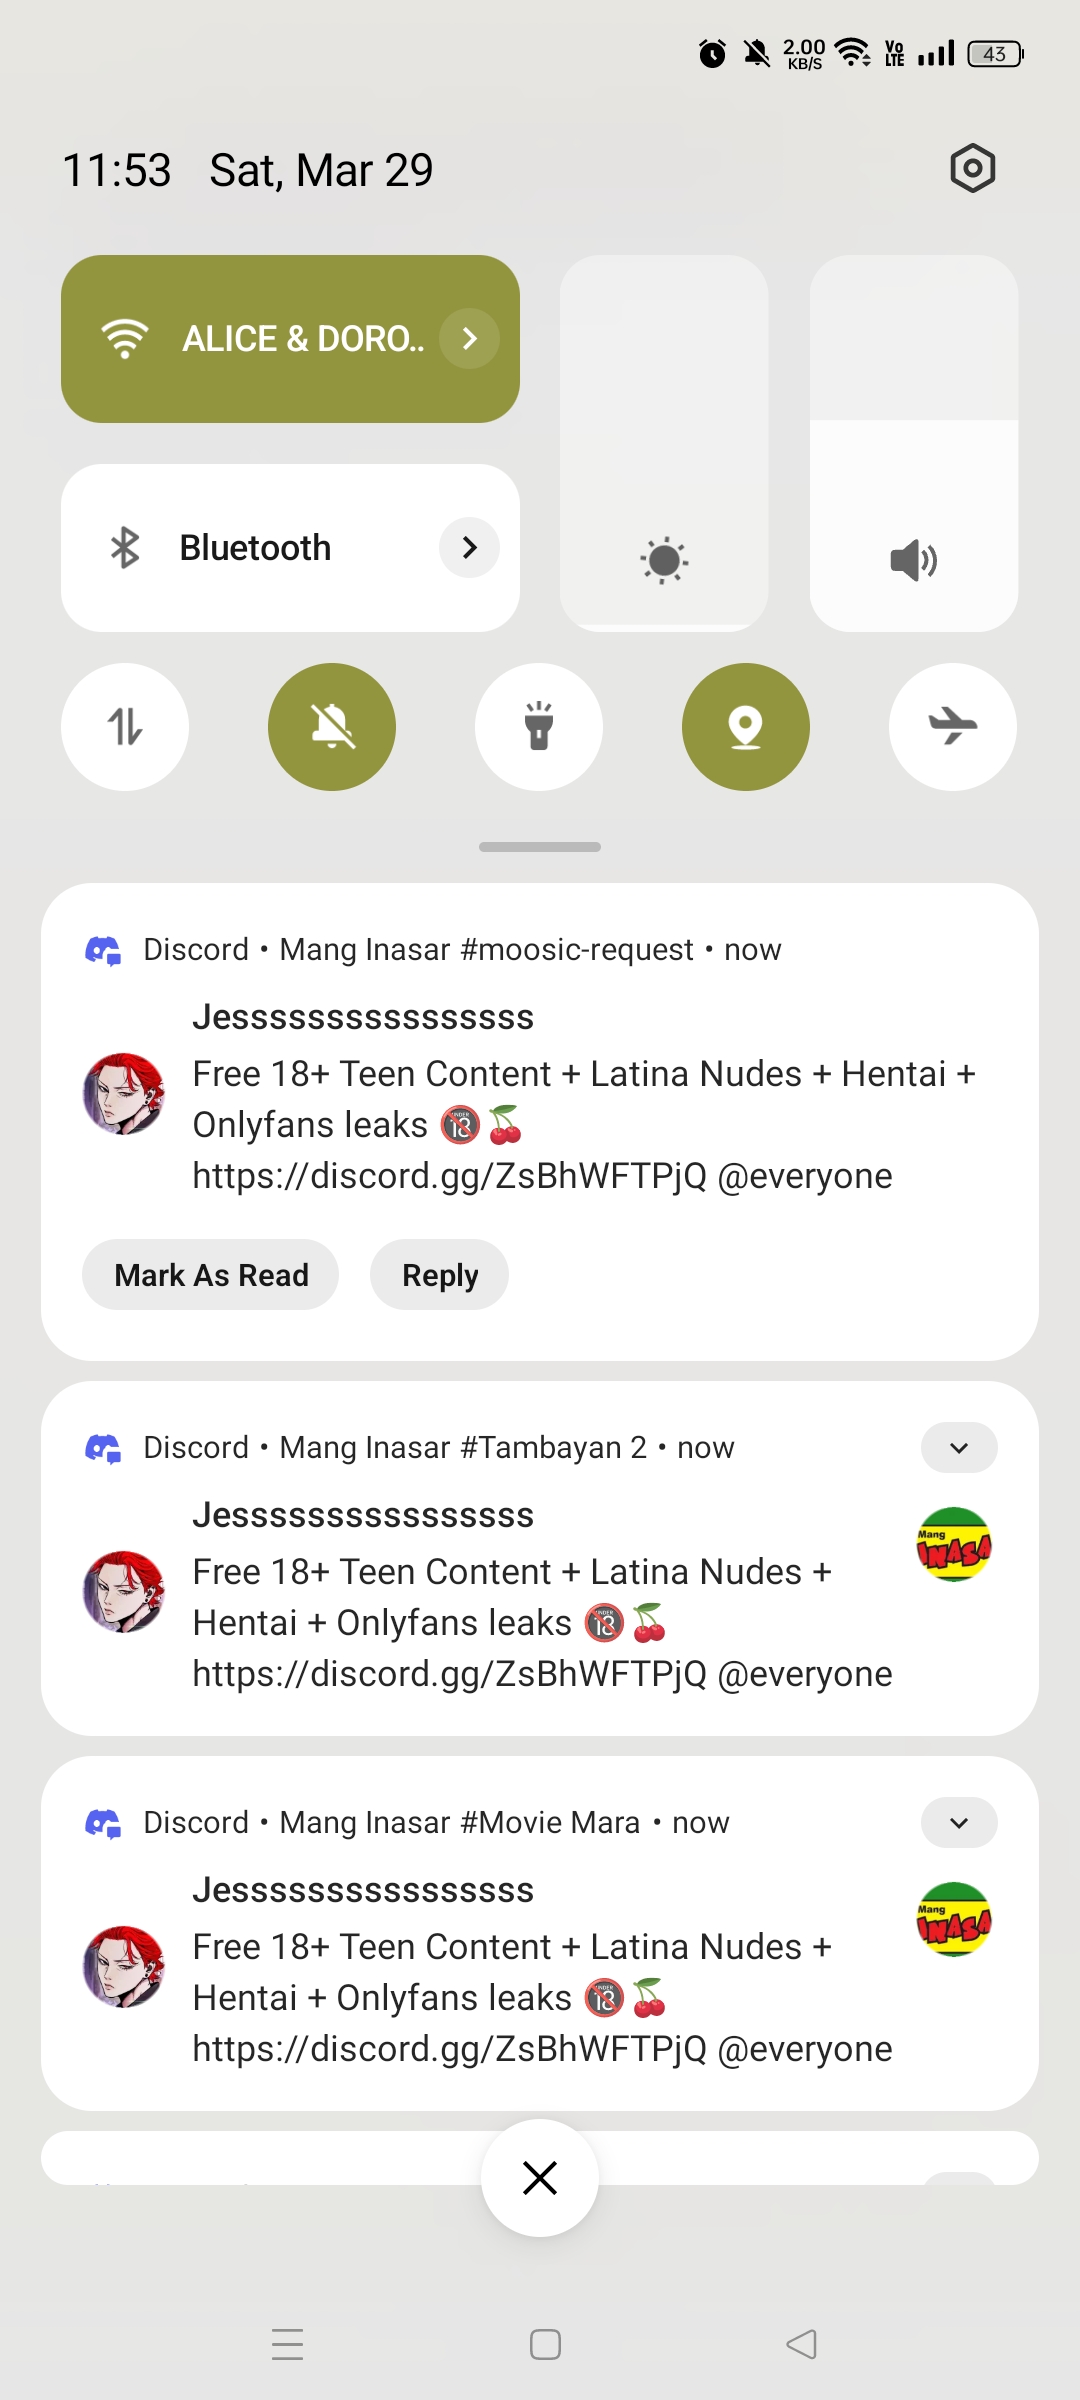 2.00
KB/S
Vo
LTE
43
11:53 Sat, Mar 29
ALICE & DORO..
Bluetooth
Discord • Mang Inasar #moosic-request • now
Jessssssssssssssss
Free 18+ Teen Content + Latina Nudes + Hentai +
Onlyfans leaks 🔞🍒
https://discord.gg/ZsBhWFTPjQ @everyone
Mark As Read Reply
Discord • Mang Inasar #Tambayan 2 • now
Jessssssssssssssss
Mang
INASA
Free 18+ Teen Content + Latina Nudes +
Hentai + Onlyfans leaks 🔞🍒
https://discord.gg/ZsBhWFTPjQ @everyone
Discord • Mang Inasar #Movie Mara • now
Jessssssssssssssss
Mang
INASA
Free 18+ Teen Content + Latina Nudes +
Hentai + Onlyfans leaks 🔞🍒
https://discord.gg/ZsBhWFTPjQ @everyone